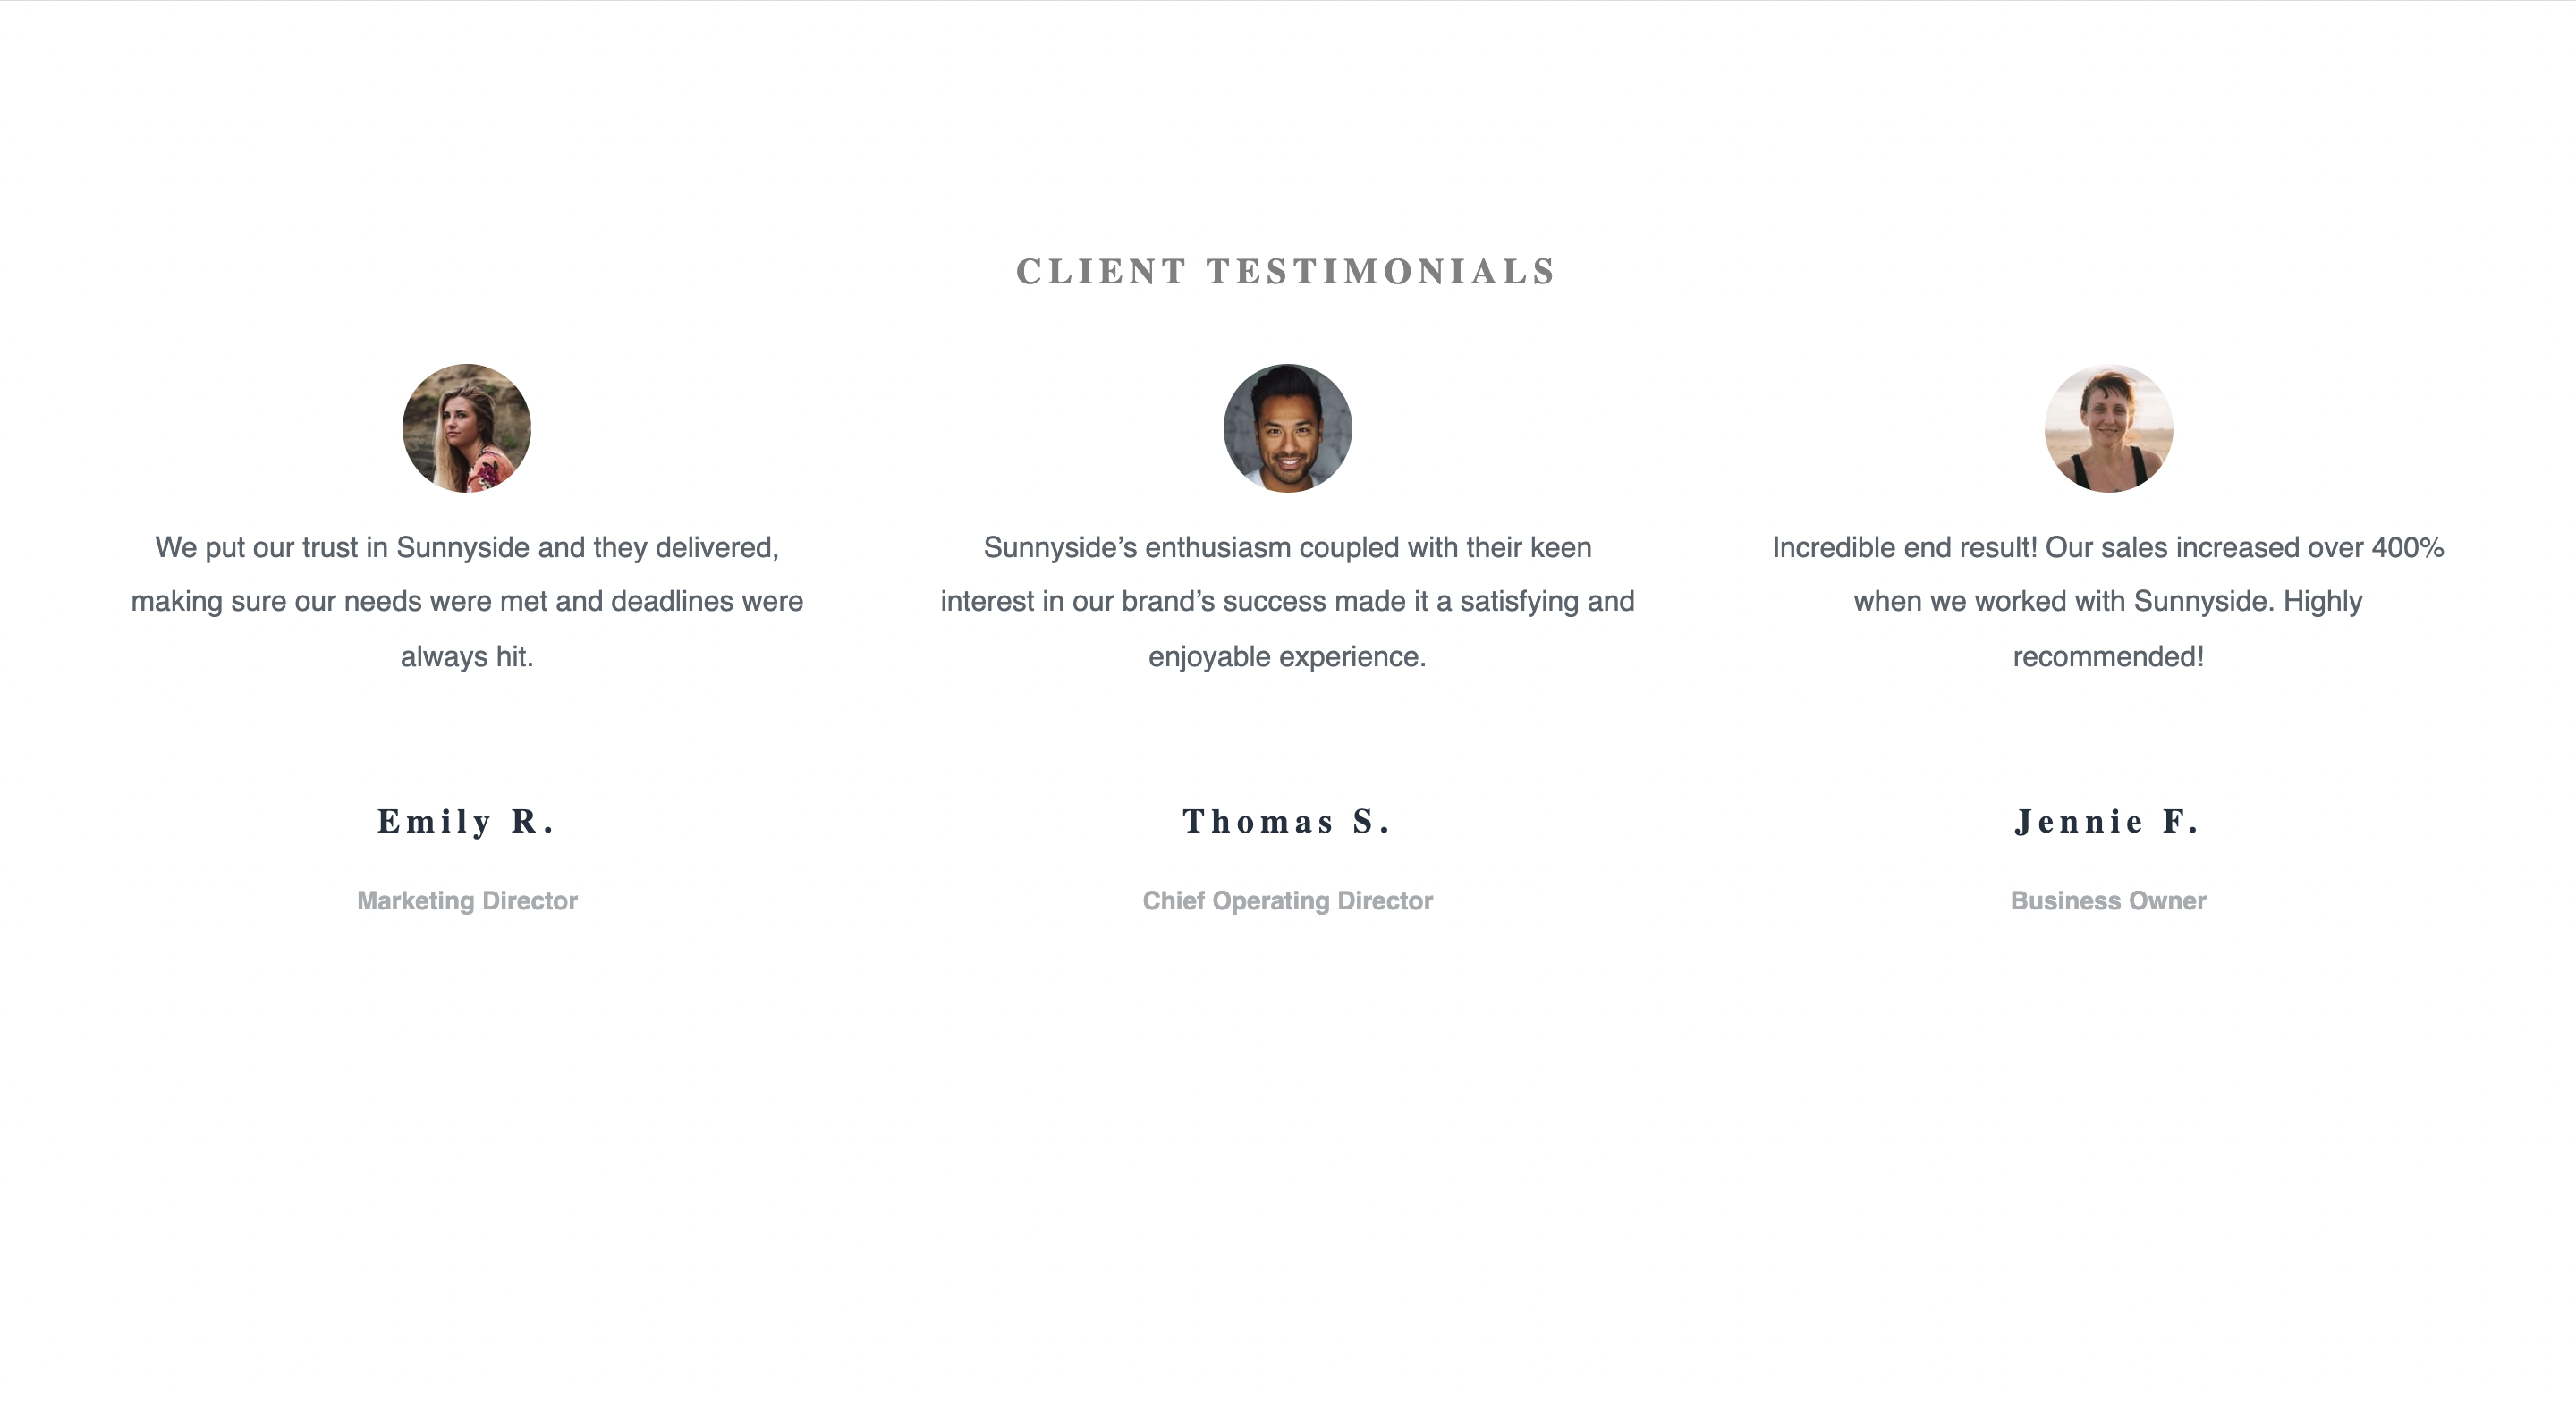 CLIENT TESTIMONIALS
We put our trust in Sunnyside and they delivered,
making sure our needs were met and deadlines were
always hit.
Emily R.
Marketing Director
Sunnyside’s enthusiasm coupled with their keen
interest in our brand’s success made it a satisfying and
enjoyable experience.
Thomas S.
Chief Operating Director
Incredible end result! Our sales increased over 400%
when we worked with Sunnyside. Highly
recommended!
Jennie F.
Business Owner